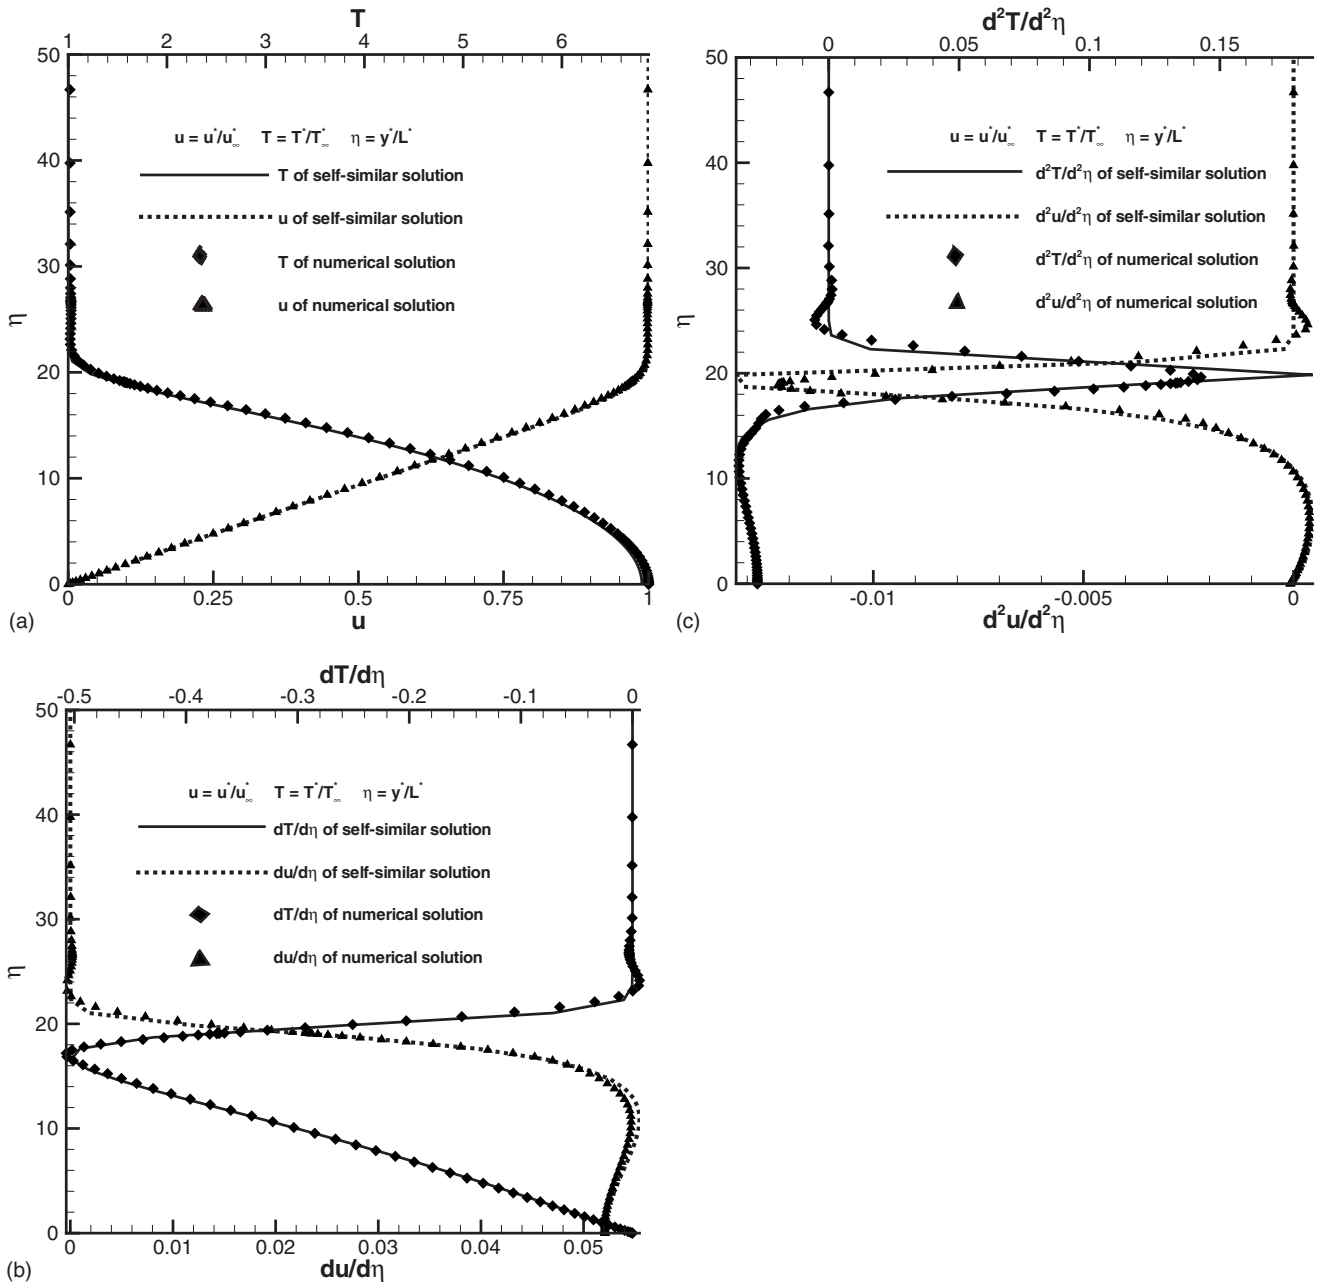 T
1 2 3 4 5 6
50
40
30
20
10
0
η
u = u*/u*∞ T = T*/T*∞ η = y*/L*
T of self-similar solution
u of self-similar solution
T of numerical solution
u of numerical solution
0 0.25 0.5 0.75 1
u
(a)
d²T/d²η
0 0.05 0.1 0.15
50
40
30
20
10
0
η
u = u*/u*∞ T = T*/T*∞ η = y*/L*
d²T/d²η of self-similar solution
d²u/d²η of self-similar solution
d²T/d²η of numerical solution
d²u/d²η of numerical solution
-0.01 -0.005 0
d²u/d²η
(c)
dT/dη
-0.5 -0.4 -0.3 -0.2 -0.1 0
50
40
30
20
10
0
η
u = u*/u*∞ T = T*/T*∞ η = y*/L*
dT/dη of self-similar solution
du/dη of self-similar solution
dT/dη of numerical solution
du/dη of numerical solution
0 0.01 0.02 0.03 0.04 0.05
du/dη
(b)